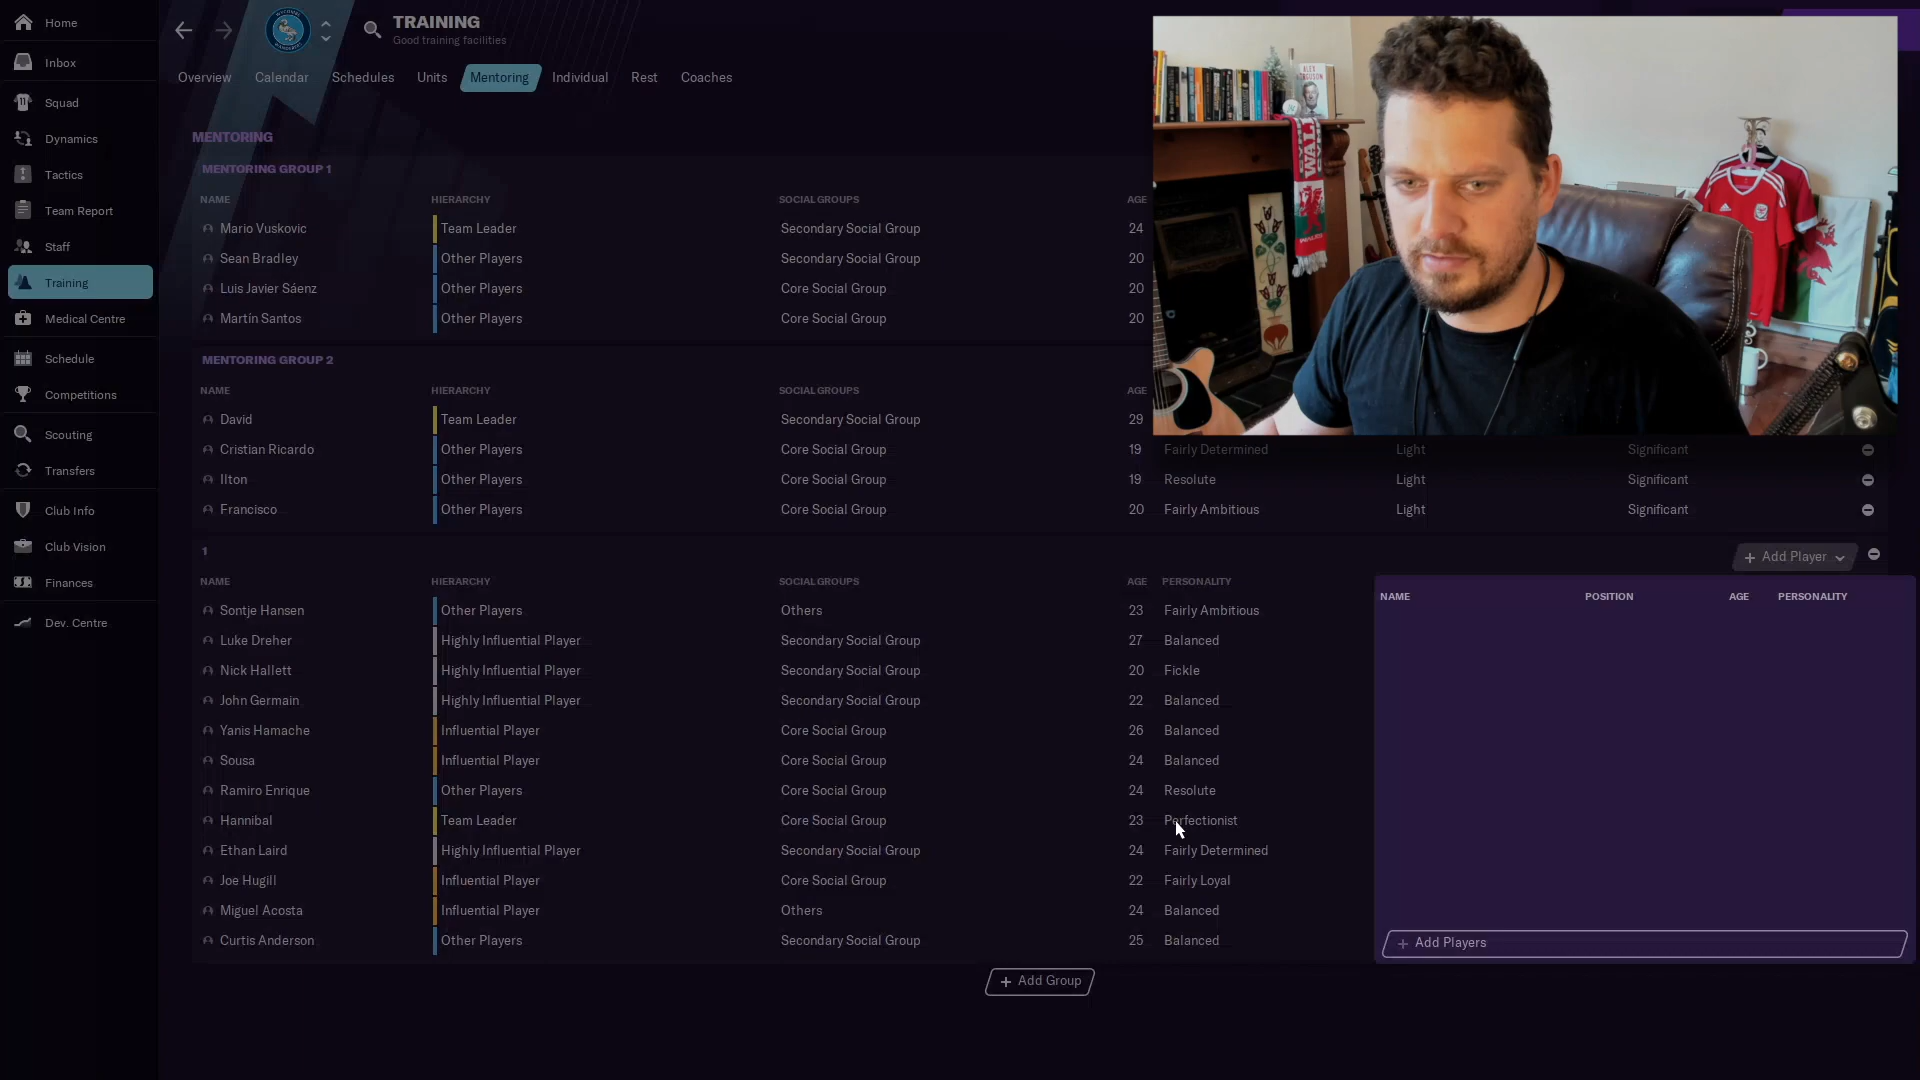 Home
Inbox
Squad
Dynamics
Tactics
Team Report
Staff
Training
Medical Centre
Schedule
Competitions
Scouting
Transfers
Club Info
Club Vision
Finances
Dev. Centre
TRAINING
Good training facilities
Overview Calendar Schedules Units Mentoring Individual Rest Coaches
MENTORING
MENTORING GROUP 1
NAME HIERARCHY SOCIAL GROUPS AGE
Mario Vuskovic Team Leader Secondary Social Group 24
Sean Bradley Other Players Secondary Social Group 20
Luis Javier Sáenz Other Players Core Social Group 20
Martín Santos Other Players Core Social Group 20
MENTORING GROUP 2
NAME HIERARCHY SOCIAL GROUPS AGE
David Team Leader Secondary Social Group 29
Cristian Ricardo Other Players Core Social Group 19 Fairly Determined Light Significant
Ilton Other Players Core Social Group 19 Resolute Light Significant
Francisco Other Players Core Social Group 20 Fairly Ambitious Light Significant
1 + Add Player
NAME HIERARCHY SOCIAL GROUPS AGE PERSONALITY
Sontje Hansen Other Players Others 23 Fairly Ambitious
Luke Dreher Highly Influential Player Secondary Social Group 27 Balanced
Nick Hallett Highly Influential Player Secondary Social Group 20 Fickle
John Germain Highly Influential Player Secondary Social Group 22 Balanced
Yanis Hamache Influential Player Core Social Group 26 Balanced
Sousa Influential Player Core Social Group 24 Balanced
Ramiro Enrique Other Players Core Social Group 24 Resolute
Hannibal Team Leader Core Social Group 23 Perfectionist
Ethan Laird Highly Influential Player Secondary Social Group 24 Fairly Determined
Joe Hugill Influential Player Core Social Group 22 Fairly Loyal
Miguel Acosta Influential Player Others 24 Balanced
Curtis Anderson Other Players Secondary Social Group 25 Balanced
NAME POSITION AGE PERSONALITY
+ Add Players
+ Add Group
ALEX
FERGUSON
WAL